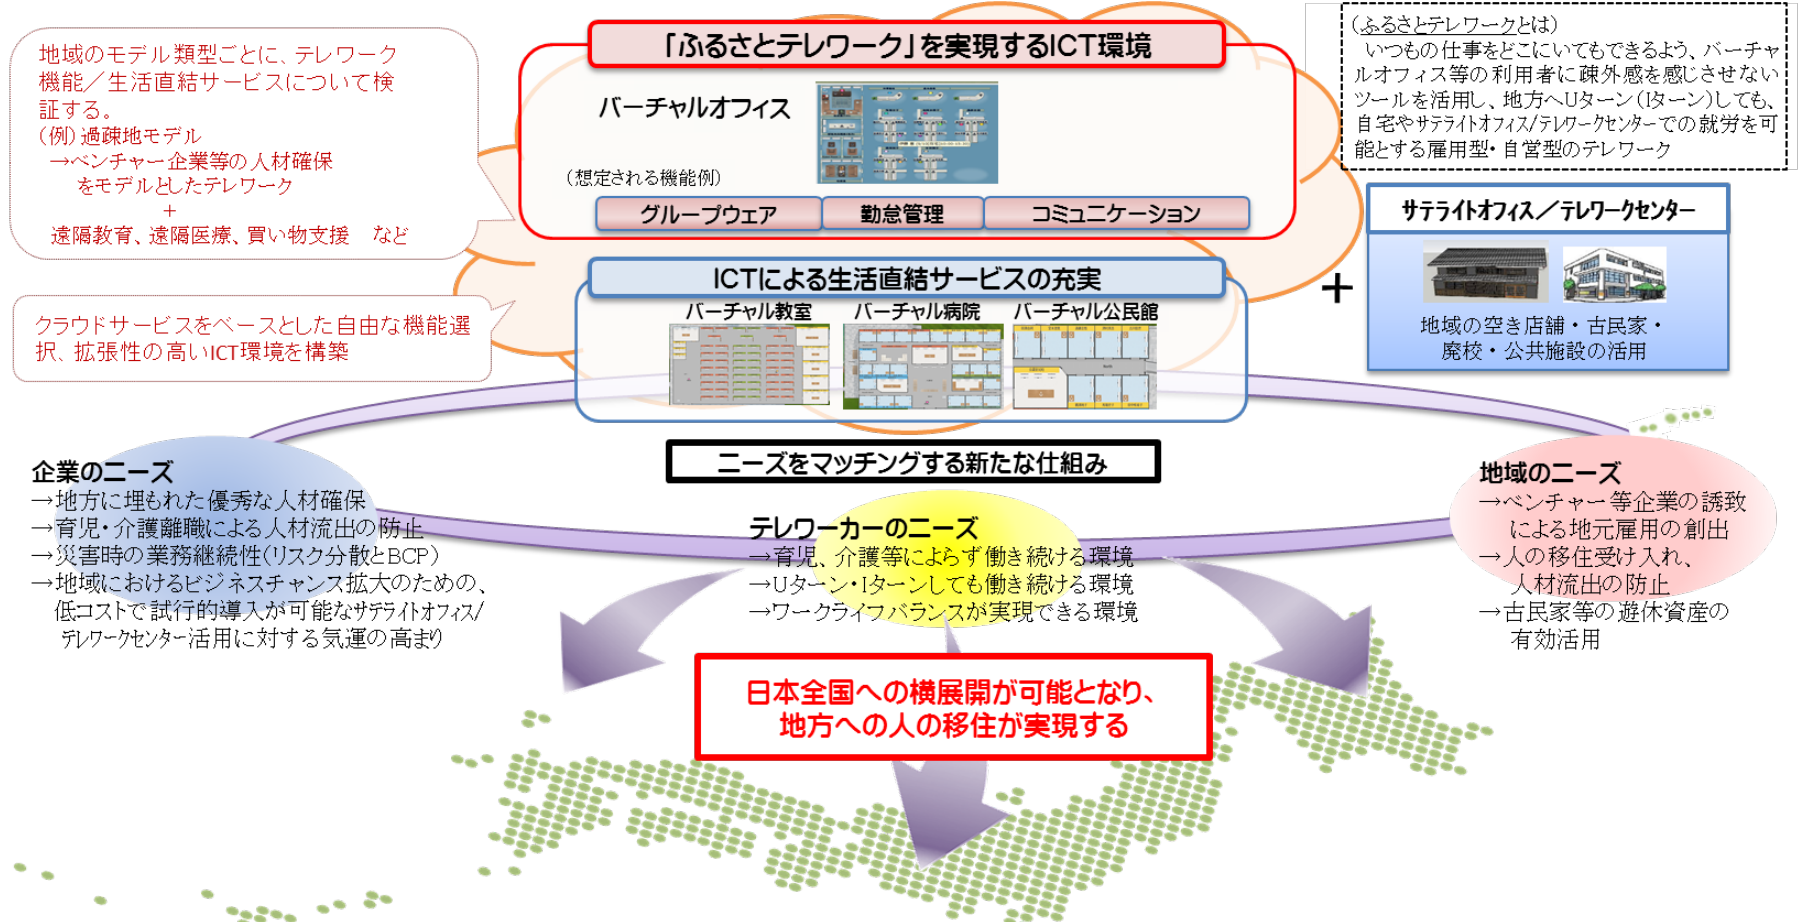 「ふるさとテレワーク」を実現するICT環境
バーチャルオフィス
（想定される機能例）
グループウェア
勤怠管理
コミュニケーション
地域のモデル類型ごとに、テレワーク
機能／生活直結サービスについて検
証する。
（例）過疎地モデル
→ベンチャー企業等の人材確保
をモデルとしたテレワーク
＋
遠隔教育、遠隔医療、買い物支援　など
クラウドサービスをベースとした自由な機能選
択、拡張性の高いICT環境を構築
（ふるさとテレワークとは）
いつもの仕事をどこにいてもできるよう、バーチャ
ルオフィス等の利用者に疎外感を感じさせない
ツールを活用し、地方へUターン（Iターン）しても、
自宅やサテライトオフィス/テレワークセンターでの就労を可
能とする雇用型・自営型のテレワーク
ICTによる生活直結サービスの充実
バーチャル教室
バーチャル病院
バーチャル公民館
＋
サテライトオフィス／テレワークセンター
地域の空き店舗・古民家・
廃校・公共施設の活用
ニーズをマッチングする新たな仕組み
企業のニーズ
→地方に埋もれた優秀な人材確保
→育児・介護離職による人材流出の防止
→災害時の業務継続性（リスク分散とBCP）
→地域におけるビジネスチャンス拡大のための、
低コストで試行的導入が可能なサテライトオフィス/
テレワークセンター活用に対する気運の高まり
テレワーカーのニーズ
→育児、介護等によらず働き続ける環境
→Uターン・Iターンしても働き続ける環境
→ワークライフバランスが実現できる環境
地域のニーズ
→ベンチャー等企業の誘致
による地元雇用の創出
→人の移住受け入れ、
人材流出の防止
→古民家等の遊休資産の
有効活用
日本全国への横展開が可能となり、
地方への人の移住が実現する